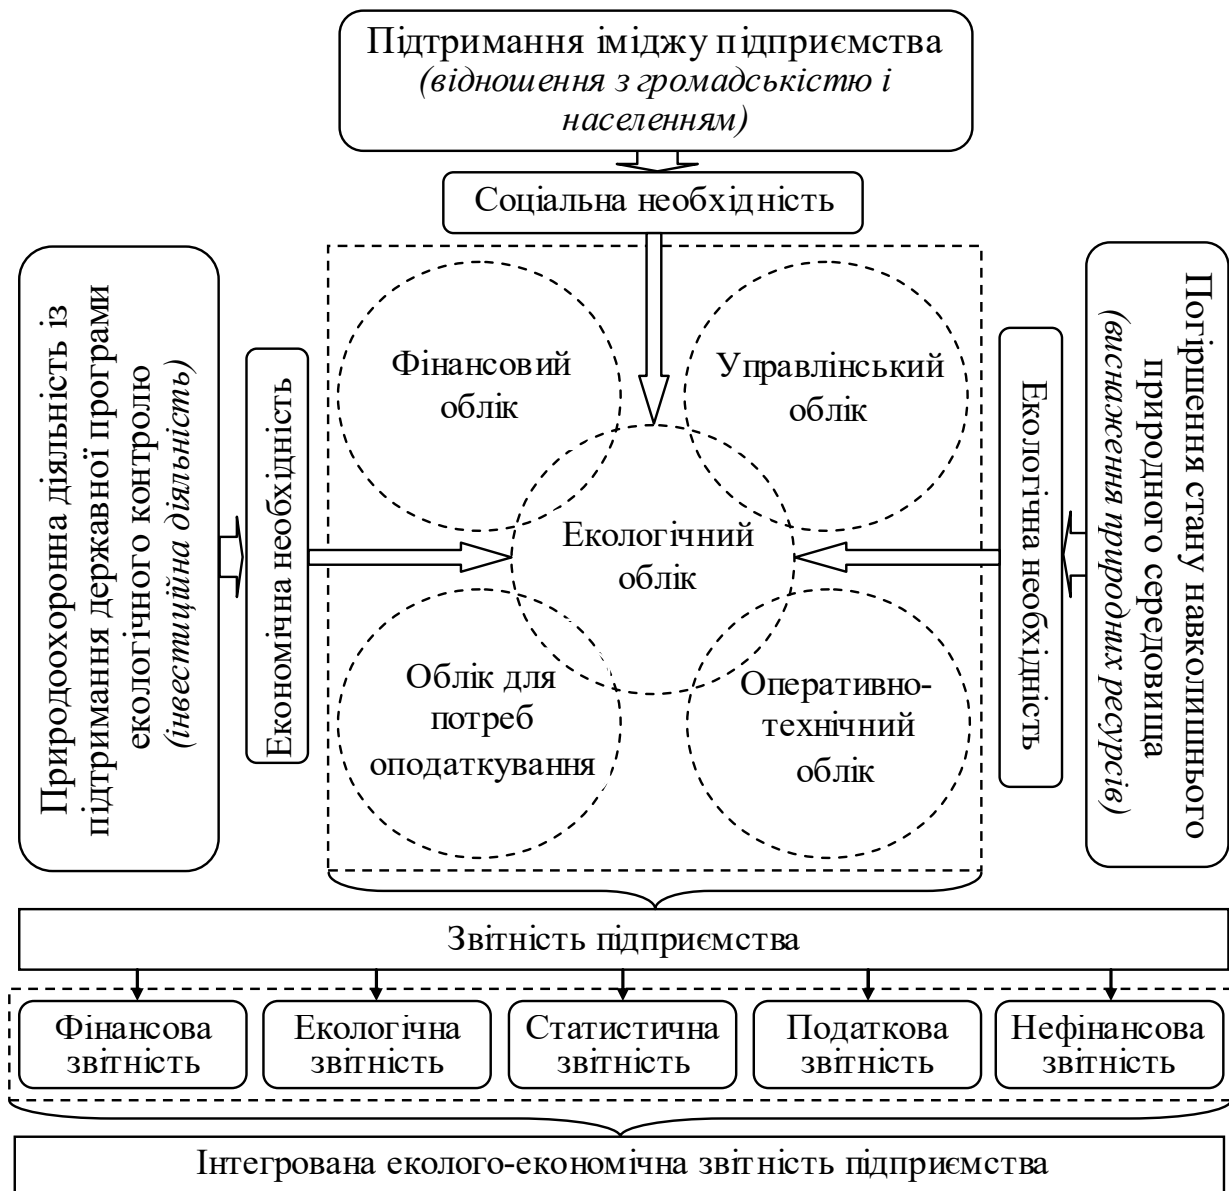 Підтримання іміджу підприємства
(відношення з громадськістю і
населенням)
Соціальна необхідність
Природоохоронна діяльність із
підтримання державної програми
екологічного контролю
(інвестиційна діяльність)
Економічна необхідність
Фінансовий
облік
Управлінський
облік
Екологічний
облік
Облік для
потреб
оподаткування
Оперативно-
технічний
облік
Екологічна необхідність
Погіршення стану навколишнього
природного середовища
(виснаження природних ресурсів)
Звітність підприємства
Фінансова
звітність
Екологічна
звітність
Статистична
звітність
Податкова
звітність
Нефінансова
звітність
Інтегрована еколого-економічна звітність підприємства